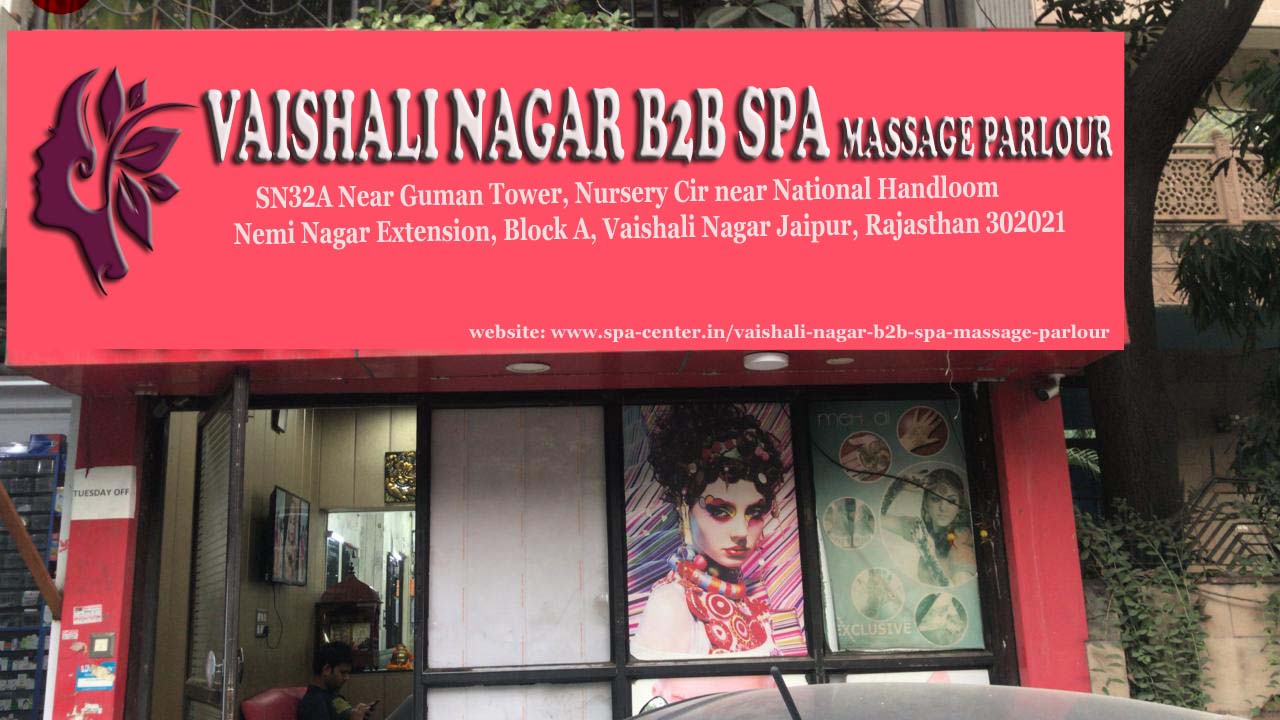 VAISHALI NAGAR B2B SPA MASSAGE PARLOUR
SN32A Near Guman Tower, Nursery Cir near National Handloom
Nemi Nagar Extension, Block A, Vaishali Nagar Jaipur, Rajasthan 302021
website: www.spa-center.in/vaishali-nagar-b2b-spa-massage-parlour
TUESDAY OFF
EXCLUSIVE